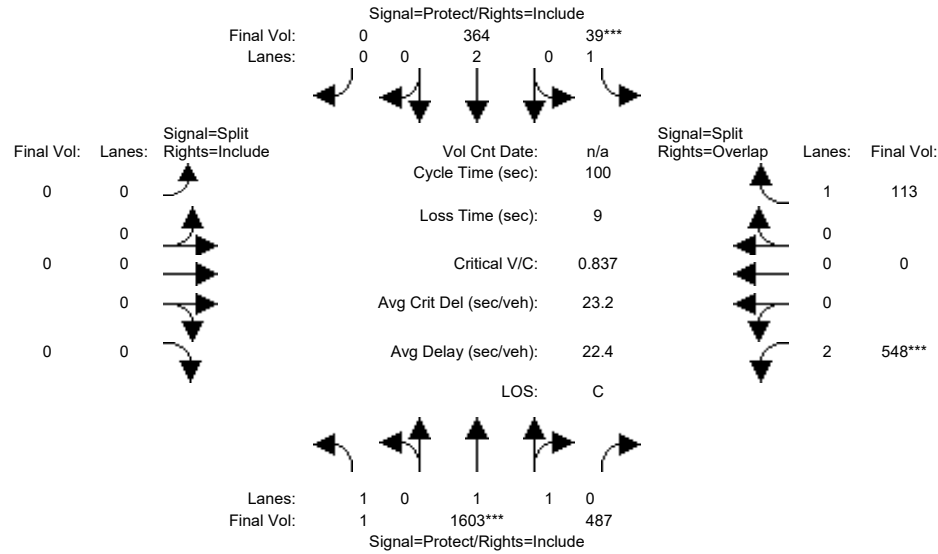 Signal=Protect/Rights=Include
Final Vol: 0 364 39***
Lanes: 0 0 2 0 1
Signal=Split
Final Vol: Lanes: Rights=Include Vol Cnt Date: n/a Signal=Split
Rights=Overlap Lanes: Final Vol:
Cycle Time (sec): 100
0 0 1 113
Loss Time (sec): 9
0 0
0 0 Critical V/C: 0.837 0 0
0 Avg Crit Del (sec/veh): 23.2 0
0 0 Avg Delay (sec/veh): 22.4 2 548***
LOS: C
Lanes: 1 0 1 1 0
Final Vol: 1 1603*** 487
Signal=Protect/Rights=Include